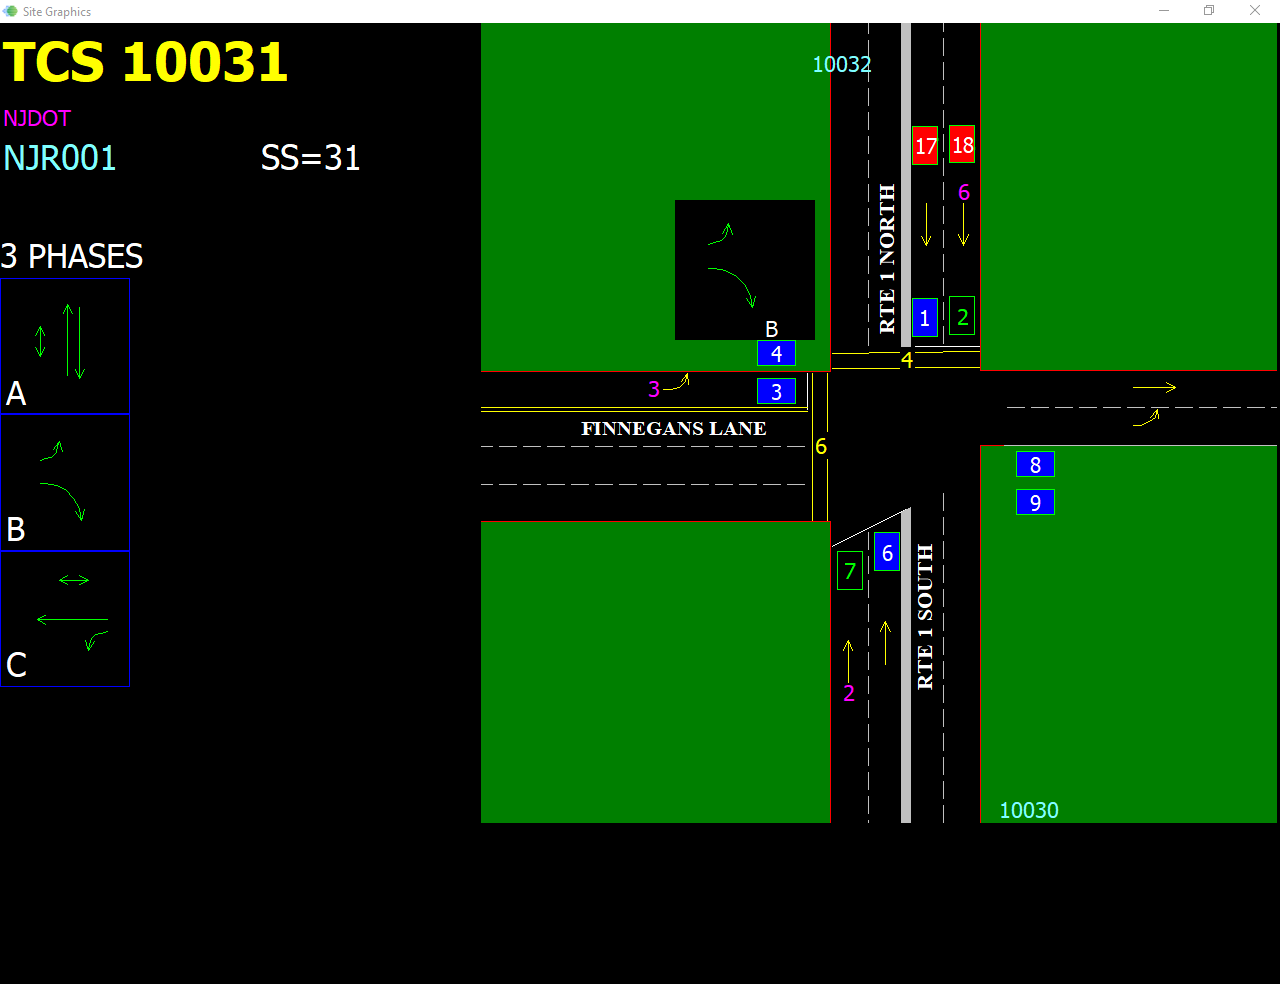 Site Graphics
TCS 10031
NJDOT
NJR001
SS=31
3 PHASES
A
B
C
10032
17
18
6
RTE 1 NORTH
1
2
B
4
4
3
3
FINNEGANS LANE
6
8
9
7
6
RTE 1 SOUTH
2
10030